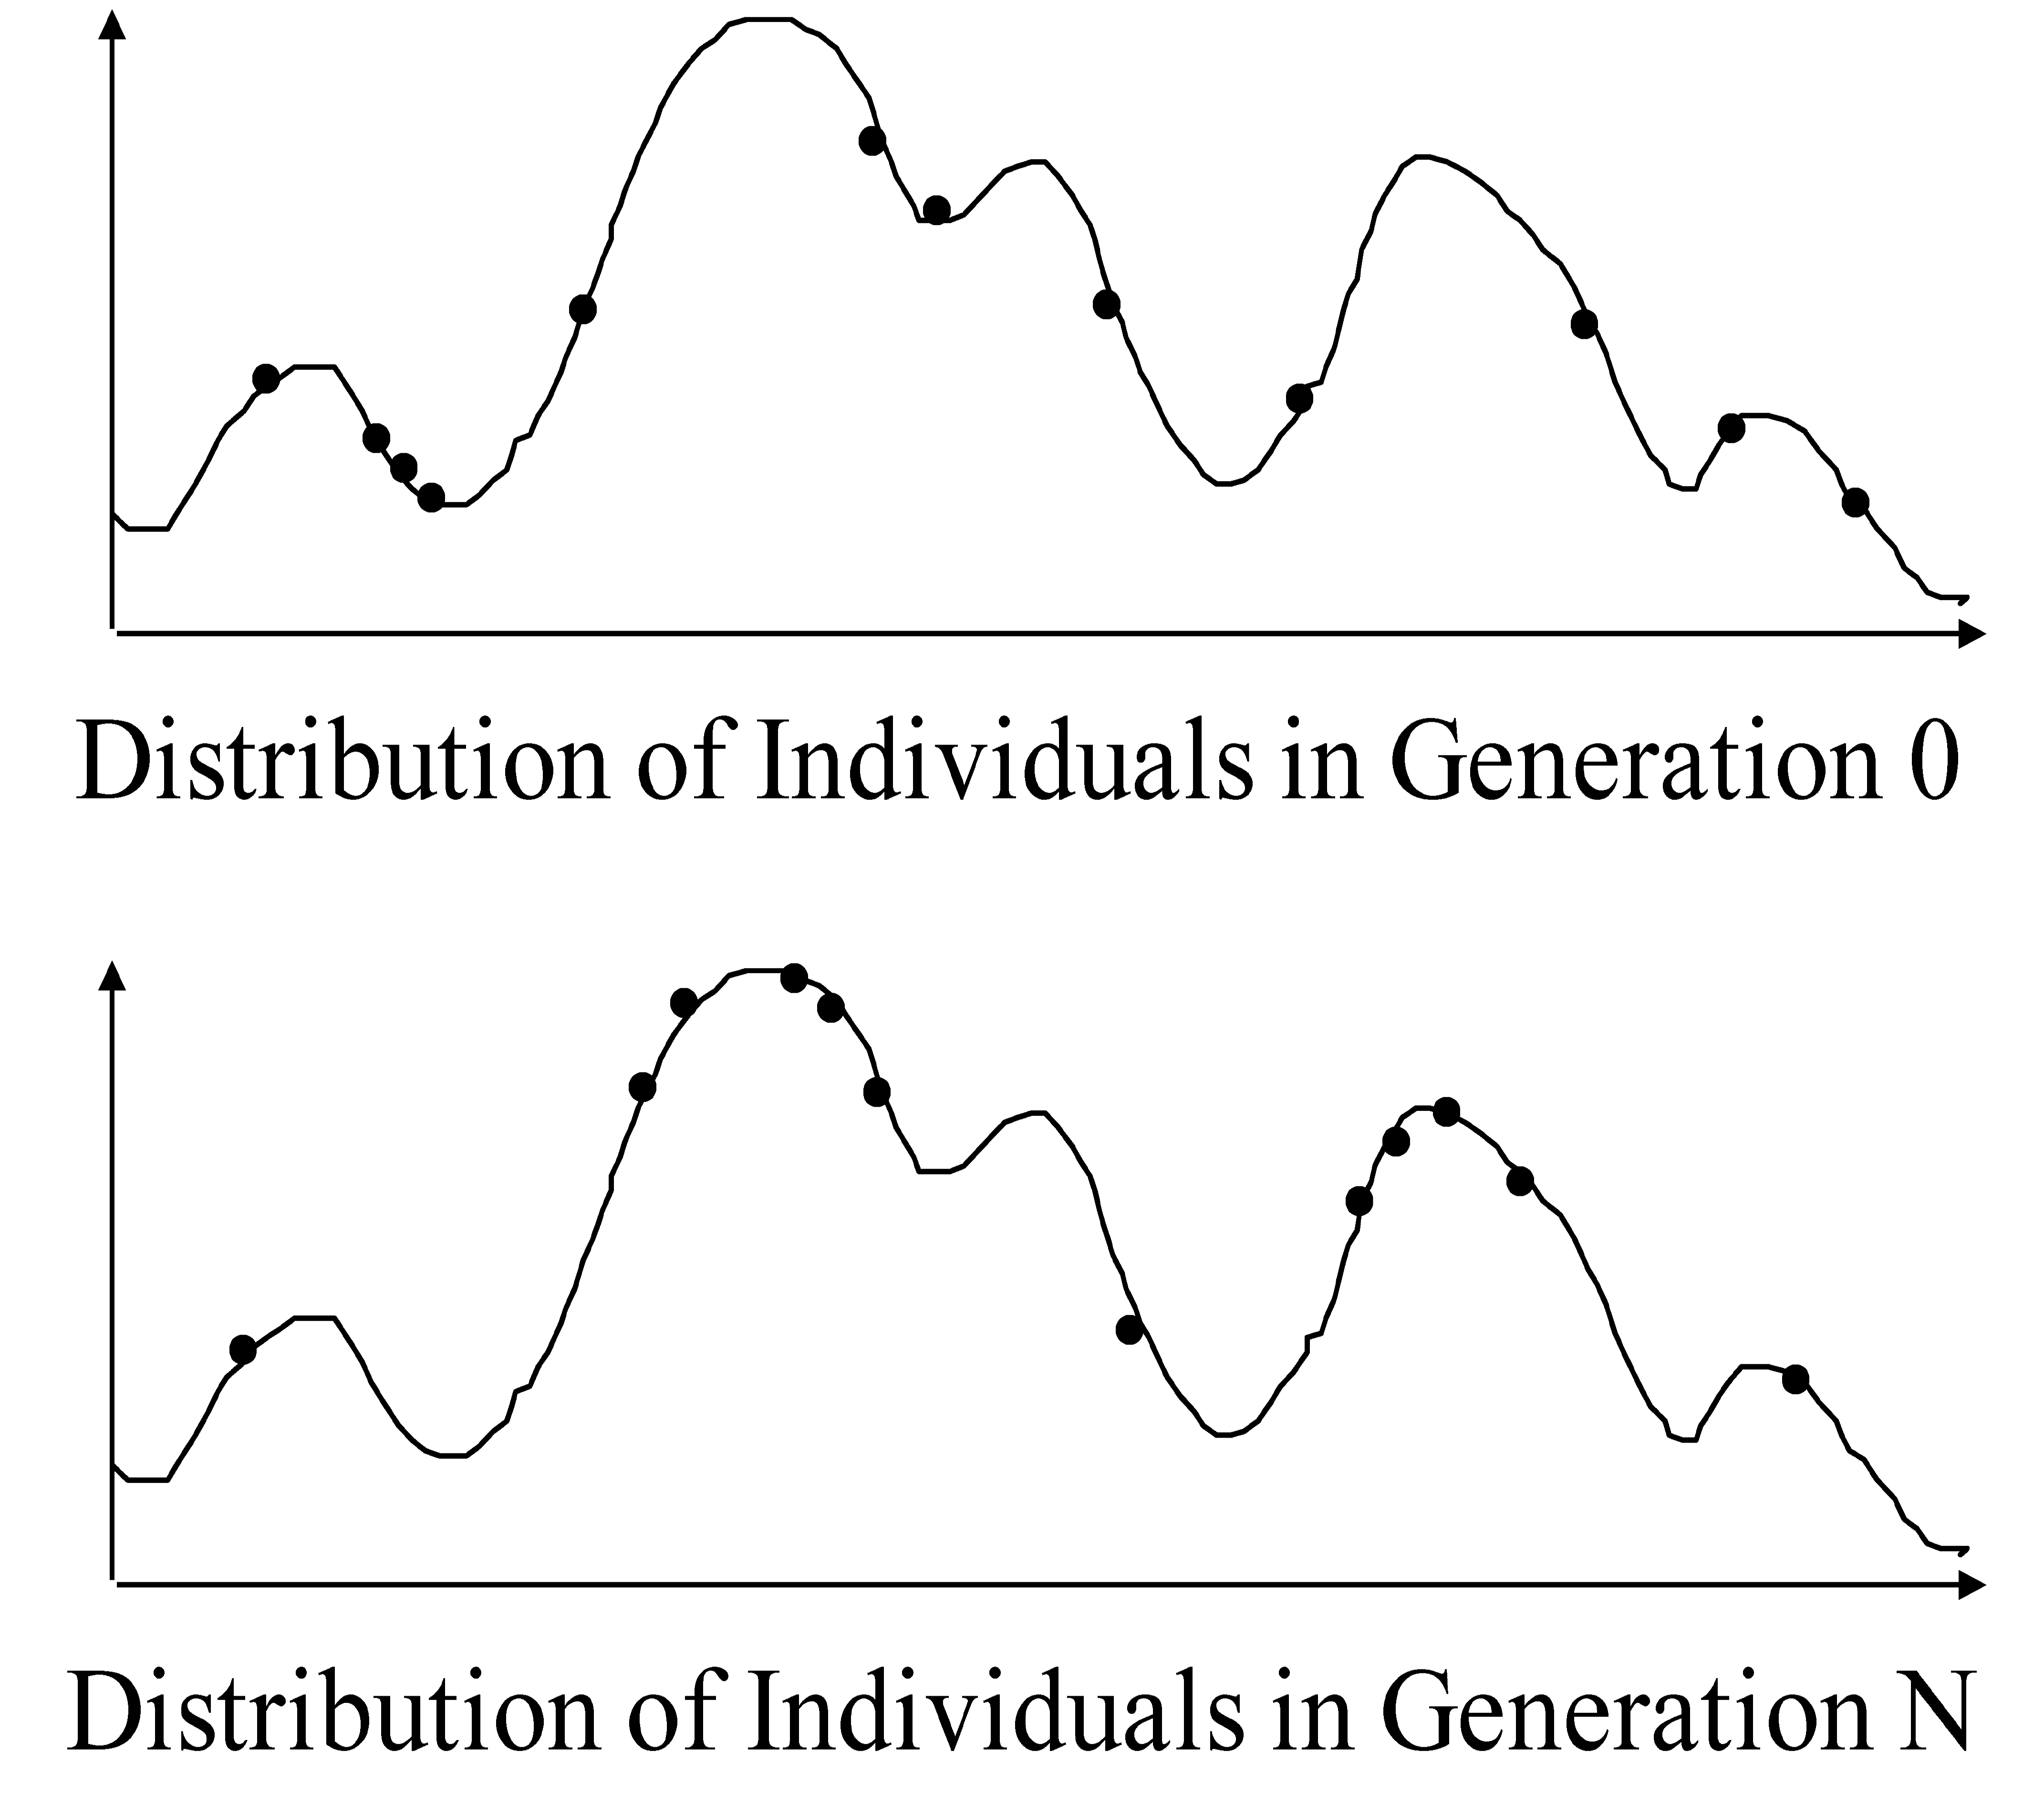 Distribution of Individuals in Generation 0
Distribution of Individuals in Generation N